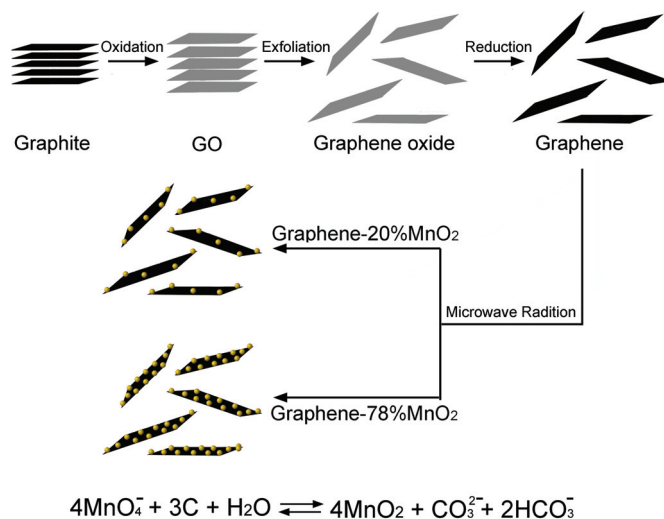 Oxidation Exfoliation Reduction
Graphite GO Graphene oxide Graphene
Graphene-20%MnO₂
Microwave Radition
Graphene-78%MnO₂
4MnO₄⁻ + 3C + H₂O ⇌ 4MnO₂ + CO₃²⁻ + 2HCO₃⁻